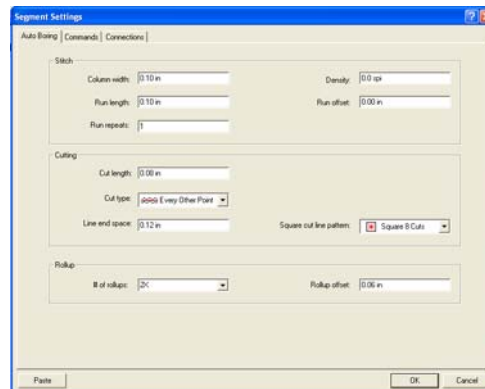 Segment Settings
Auto Boring Commands Connections
Stitch
Column width: 0.10 in Density: 0.0 spi
Run length: 0.10 in Run offset: 0.00 in
Run repeats: 1
Cutting
Cut length: 0.08 in
Cut type: Every Other Point
Line end space: 0.12 in Square cut line pattern: Square 8 Cuts
Rollup
# of rollups: 2X Rollup offset: 0.06 in
Paste OK Cancel